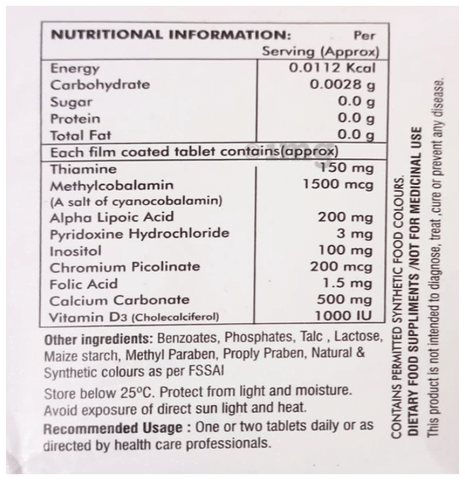 NUTRITIONAL INFORMATION: Per
Serving (Approx)
Energy 0.0112 Kcal
Carbohydrate 0.0028 g
Sugar 0.0 g
Protein 0.0 g
Total Fat 0.0 g
Each film coated tablet contains(approx)
Thiamine 150 mg
Methylcobalamin 1500 mcg
(A salt of cyanocobalamin)
Alpha Lipoic Acid 200 mg
Pyridoxine Hydrochloride 3 mg
Inositol 100 mg
Chromium Picolinate 200 mcg
Folic Acid 1.5 mg
Calcium Carbonate 500 mg
Vitamin D3 (Cholecalciferol) 1000 IU
Other ingredients: Benzoates, Phosphates, Talc , Lactose,
Maize starch, Methyl Paraben, Proply Praben, Natural &
Synthetic colours as per FSSAI
Store below 25ºC. Protect from light and moisture.
Avoid exposure of direct sun light and heat.
Recommended Usage : One or two tablets daily or as
directed by health care professionals.
CONTAINS PERMITTED SYNTHETIC FOOD COLOURS.
DIETARY FOOD SUPPLIMENTS /NOT FOR MEDICINAL USE
This product is not intended to diagnose, treat ,cure or prevent any disease.